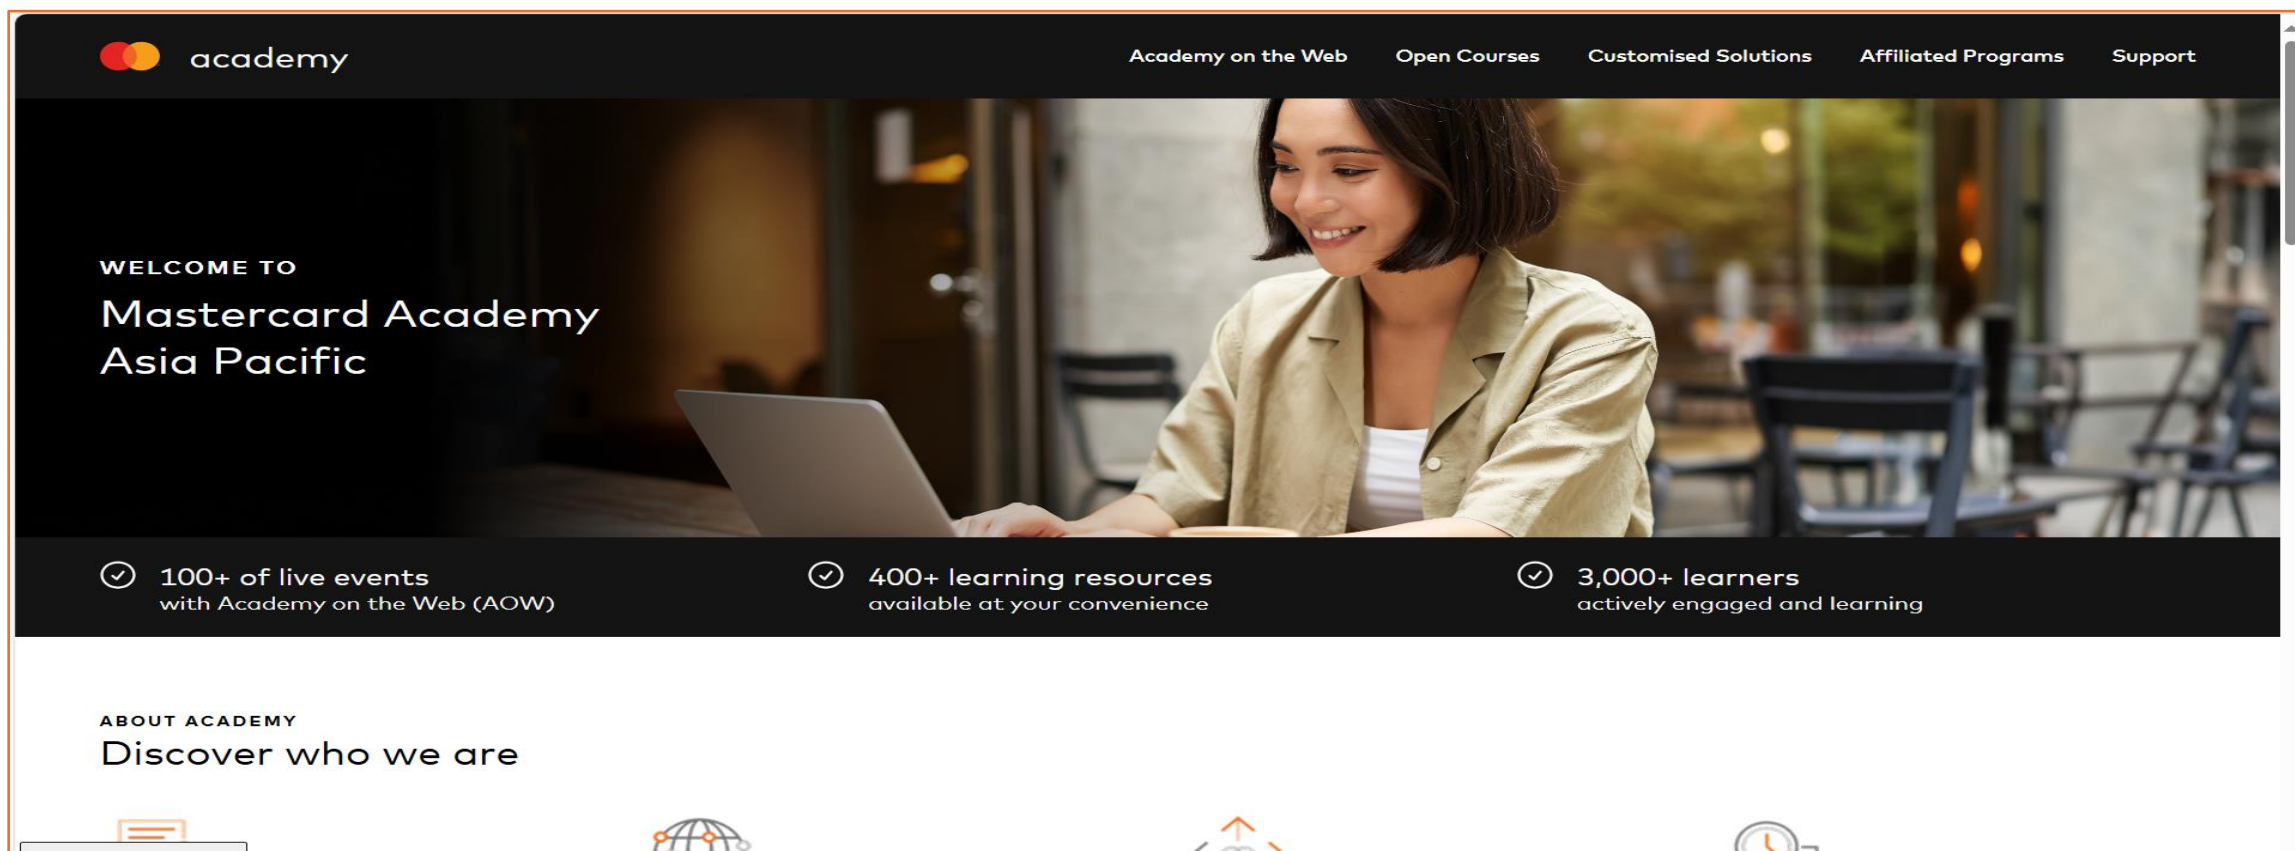 academy
Academy on the Web Open Courses Customised Solutions Affiliated Programs Support
WELCOME TO
Mastercard Academy
Asia Pacific
100+ of live events
with Academy on the Web (AOW)
400+ learning resources
available at your convenience
3,000+ learners
actively engaged and learning
ABOUT ACADEMY
Discover who we are